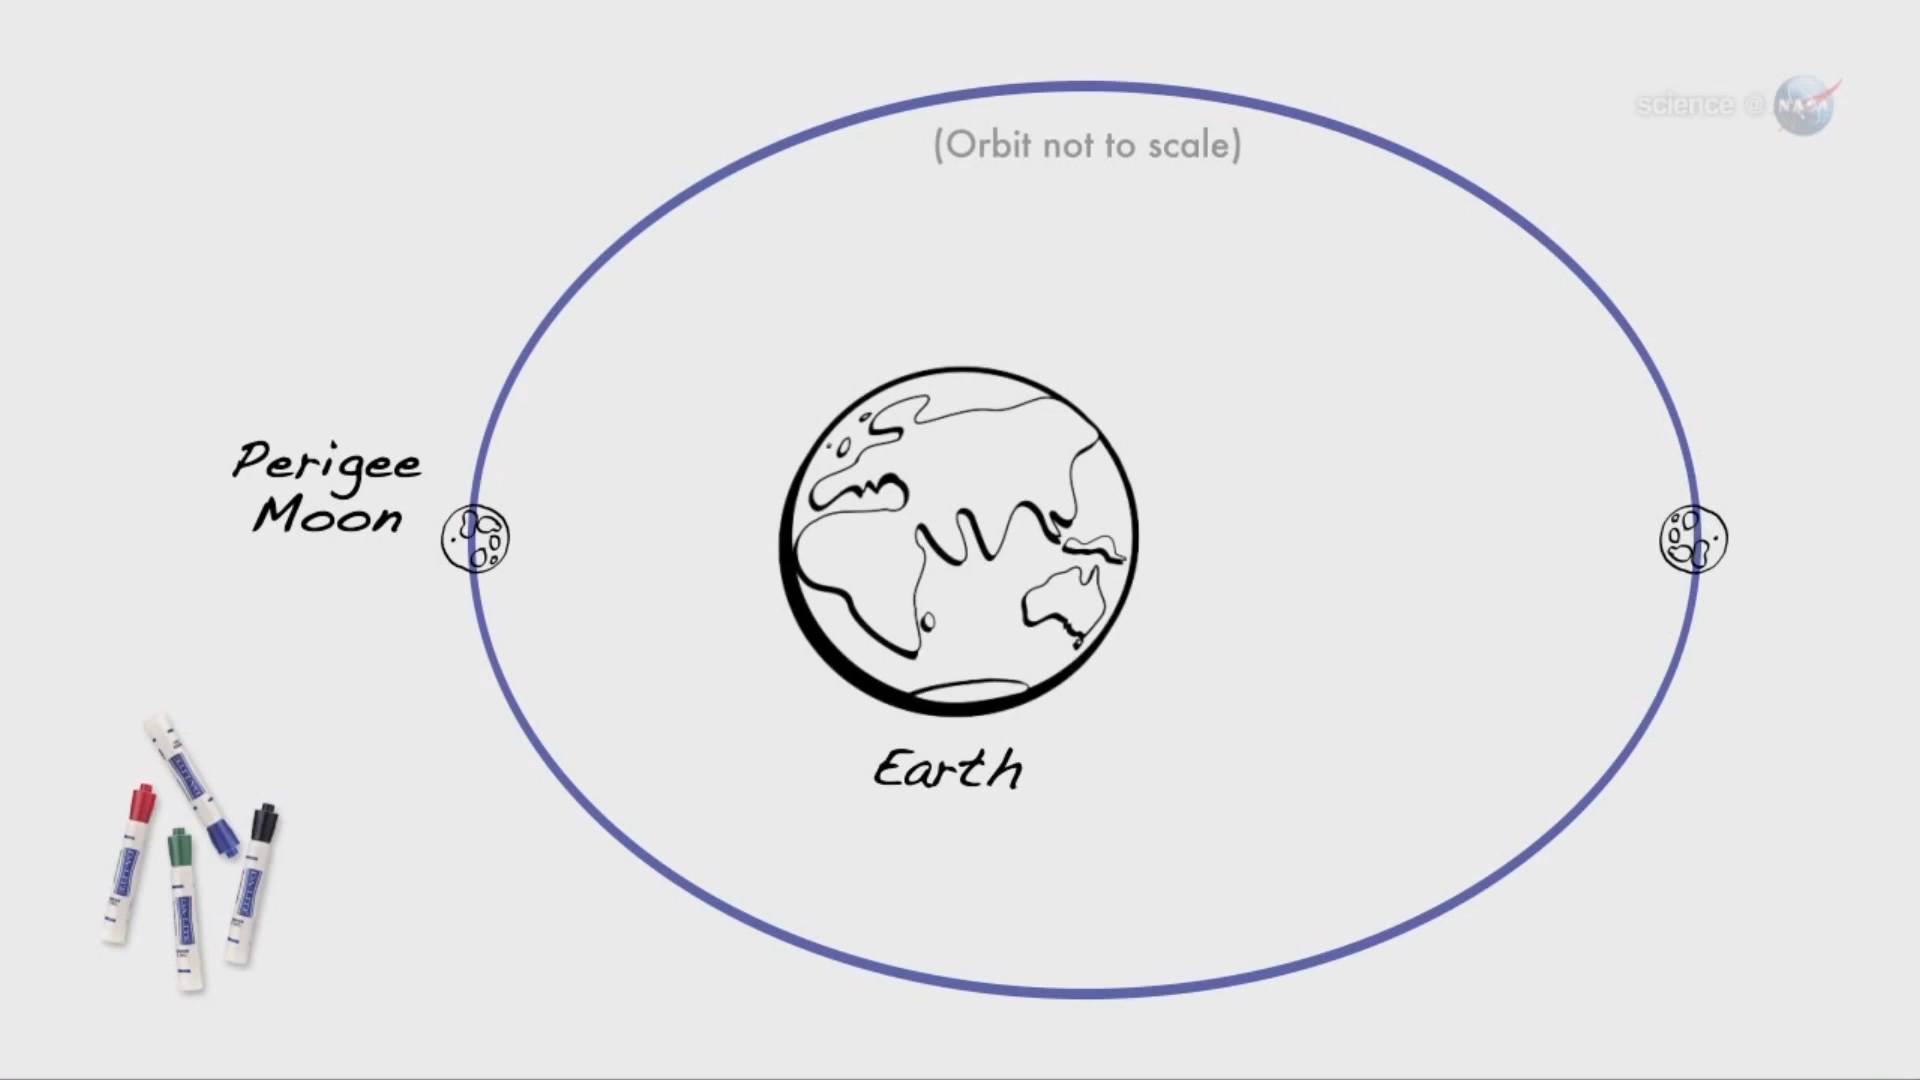 (Orbit not to scale)
science @ NASA
Perigee
Moon
Earth